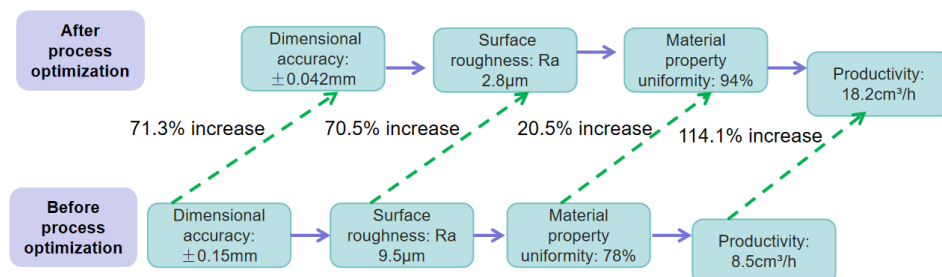 After
process
optimization
Dimensional
accuracy:
±0.042mm
Surface
roughness: Ra
2.8μm
Material
property
uniformity: 94%
Productivity:
18.2cm³/h
71.3% increase
70.5% increase
20.5% increase
114.1% increase
Before
process
optimization
Dimensional
accuracy:
±0.15mm
Surface
roughness: Ra
9.5μm
Material
property
uniformity: 78%
Productivity:
8.5cm³/h